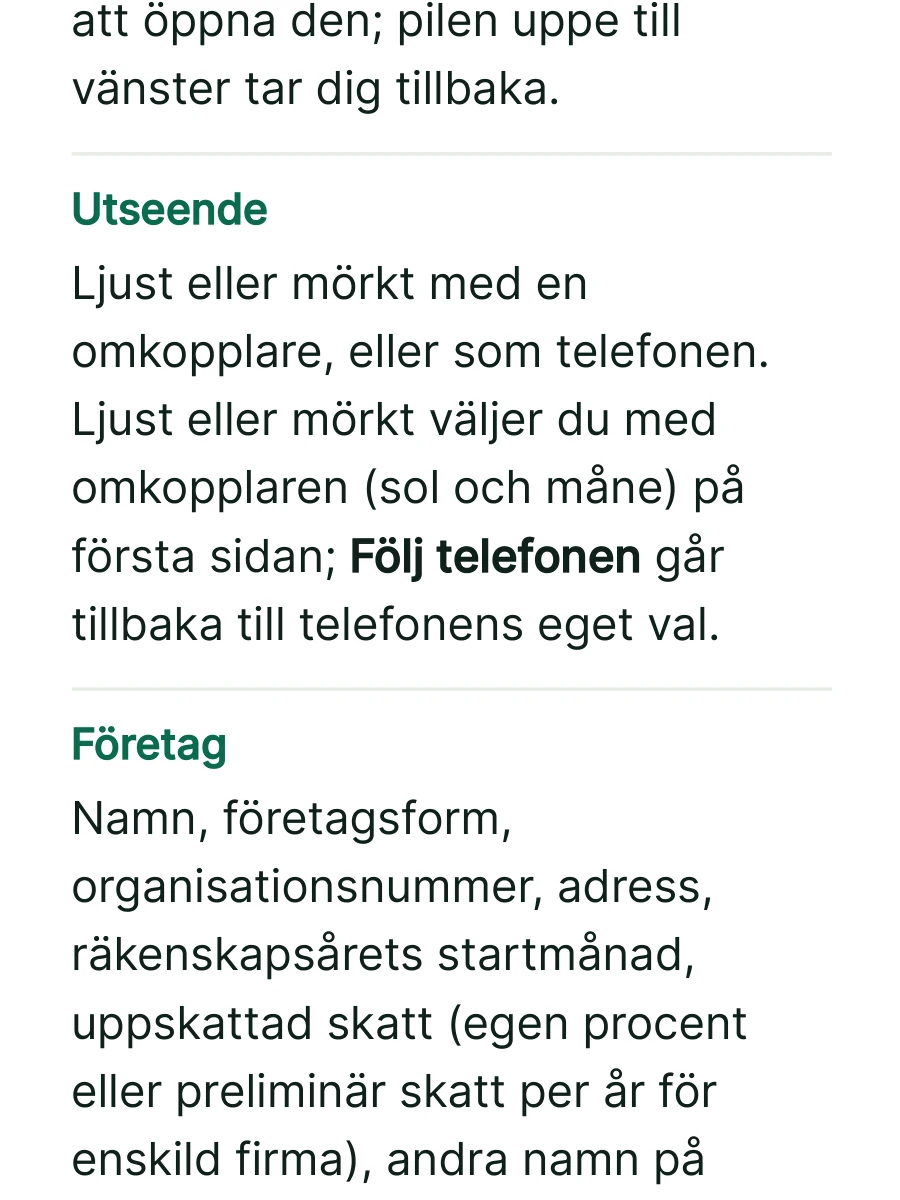 att öppna den; pilen uppe till
vänster tar dig tillbaka.
Utseende
Ljust eller mörkt med en
omkopplare, eller som telefonen.
Ljust eller mörkt väljer du med
omkopplaren (sol och måne) på
första sidan; Följ telefonen går
tillbaka till telefonens eget val.
Företag
Namn, företagsform,
organisationsnummer, adress,
räkenskapsårets startmånad,
uppskattad skatt (egen procent
eller preliminär skatt per år för
enskild firma), andra namn på